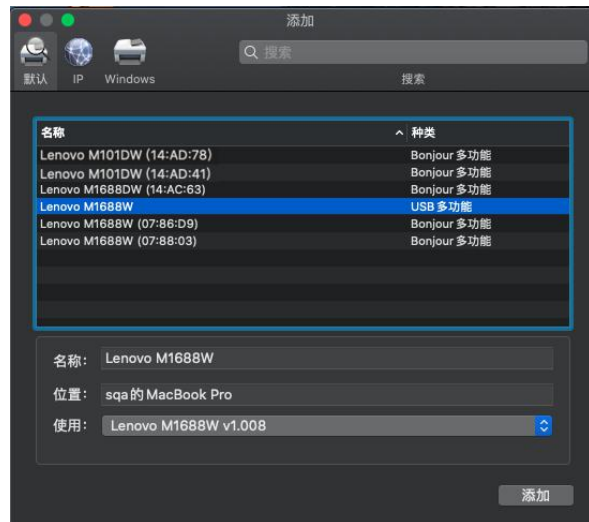 添加
搜索
默认 IP Windows 搜索
名称 种类
Lenovo M101DW (14:AD:78) Bonjour 多功能
Lenovo M101DW (14:AD:41) Bonjour 多功能
Lenovo M1688DW (14:AC:63) Bonjour 多功能
Lenovo M1688W USB 多功能
Lenovo M1688W (07:86:D9) Bonjour 多功能
Lenovo M1688W (07:88:03) Bonjour 多功能
名称： Lenovo M1688W
位置： sqa的 MacBook Pro
使用： Lenovo M1688W v1.008
添加